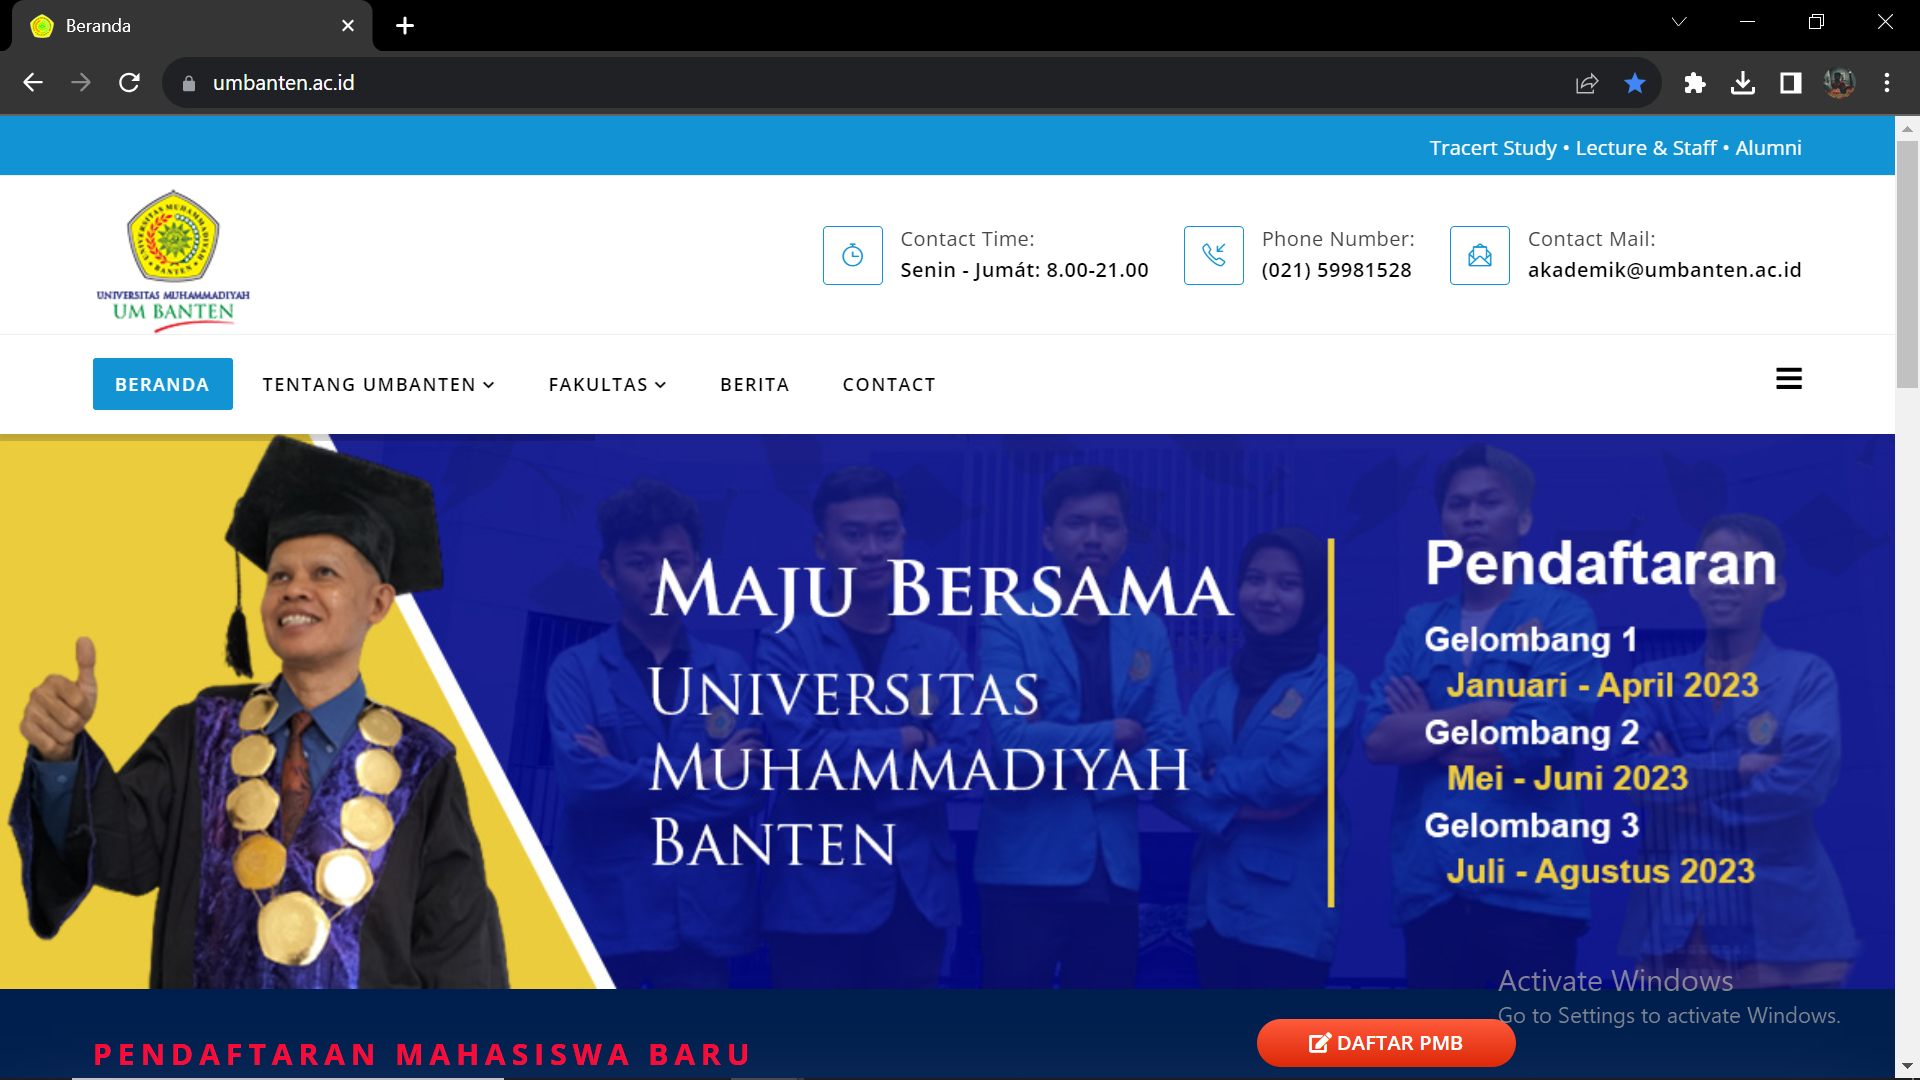 Beranda
umbanten.ac.id
Tracert Study • Lecture & Staff • Alumni
UNIVERSITAS MUHAMMADIYAH
BANTEN
UNIVERSITAS MUHAMMADIYAH
UM BANTEN
Contact Time:
Senin - Jumát: 8.00-21.00
Phone Number:
(021) 59981528
Contact Mail:
akademik@umbanten.ac.id
BERANDA
TENTANG UMBANTEN
FAKULTAS
BERITA
CONTACT
MAJU BERSAMA
UNIVERSITAS
MUHAMMADIYAH
BANTEN
Pendaftaran
Gelombang 1
Januari - April 2023
Gelombang 2
Mei - Juni 2023
Gelombang 3
Juli - Agustus 2023
Activate Windows
Go to Settings to activate Windows.
PENDAFTARAN MAHASISWA BARU
DAFTAR PMB